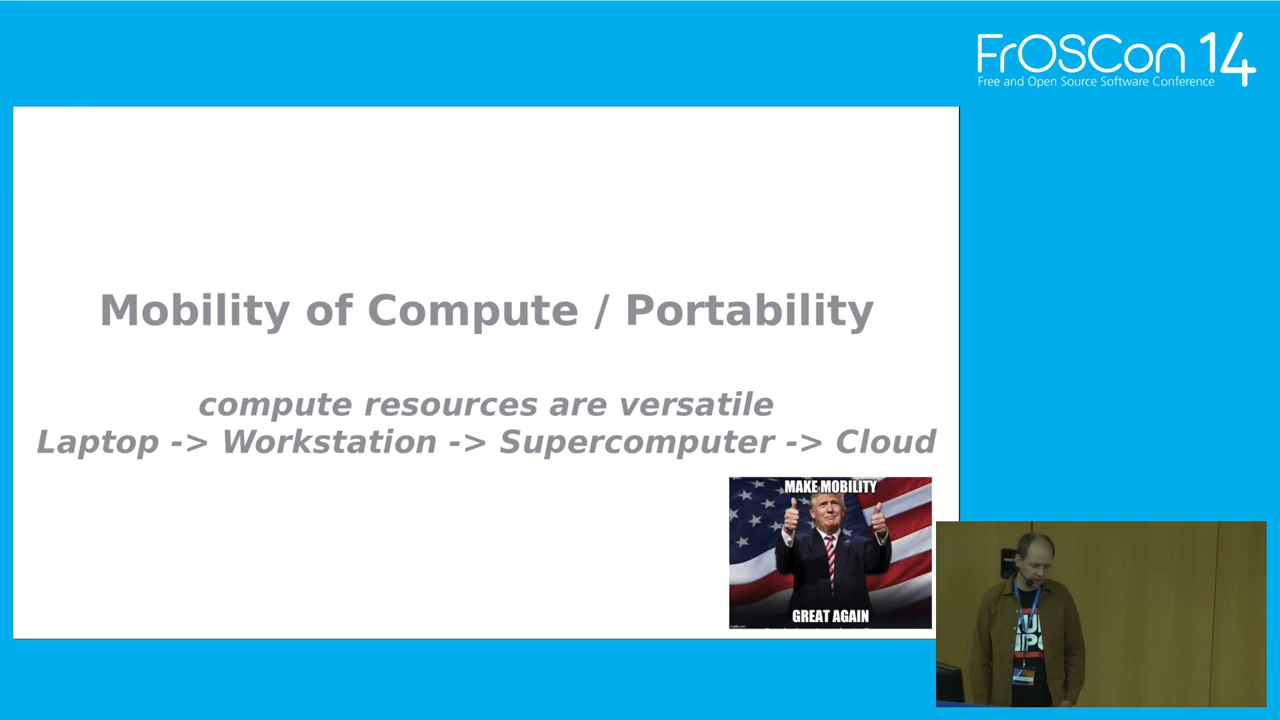 FrOSCon 14
Free and Open Source Software Conference
Mobility of Compute / Portability
compute resources are versatile
Laptop -> Workstation -> Supercomputer -> Cloud
MAKE MOBILITY
GREAT AGAIN